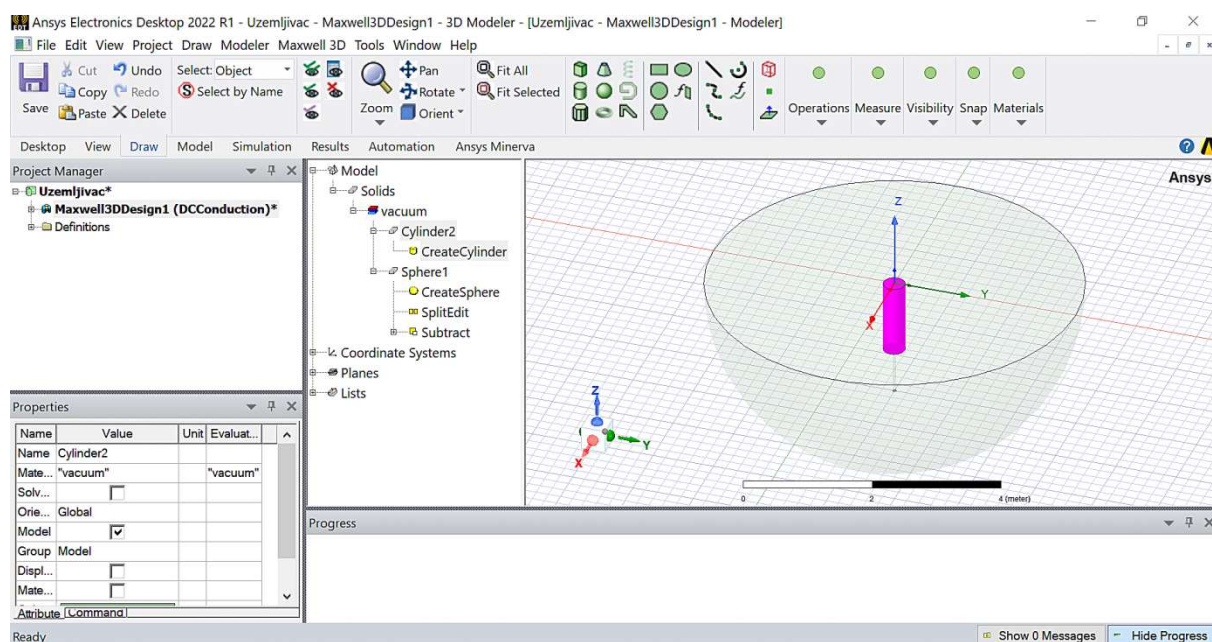 Ansys Electronics Desktop 2022 R1 - Uzemljivac - Maxwell3DDesign1 - 3D Modeler - [Uzemljivac - Maxwell3DDesign1 - Modeler]
File Edit View Project Draw Modeler Maxwell 3D Tools Window Help
Save
Cut Undo
Copy Redo
Paste Delete
Select: Object
Select by Name
Zoom
Pan
Rotate
Orient
Fit All
Fit Selected
Operations Measure Visibility Snap Materials
Desktop View Draw Model Simulation Results Automation Ansys Minerva
Project Manager
Uzemljivac*
Maxwell3DDesign1 (DCConduction)*
Definitions
Model
Solids
vacuum
Cylinder2
CreateCylinder
Sphere1
CreateSphere
SplitEdit
Subtract
Coordinate Systems
Planes
Lists
Ansys
Z
Y
X
Z
Y
X
0 2 4 (meter)
Properties
Name Value Unit Evaluat...
Name Cylinder2
Mate... "vacuum" "vacuum"
Solv...
Orie... Global
Model
Group Model
Displ...
Mate...
Attribute Command
Progress
Ready
Show 0 Messages Hide Progress